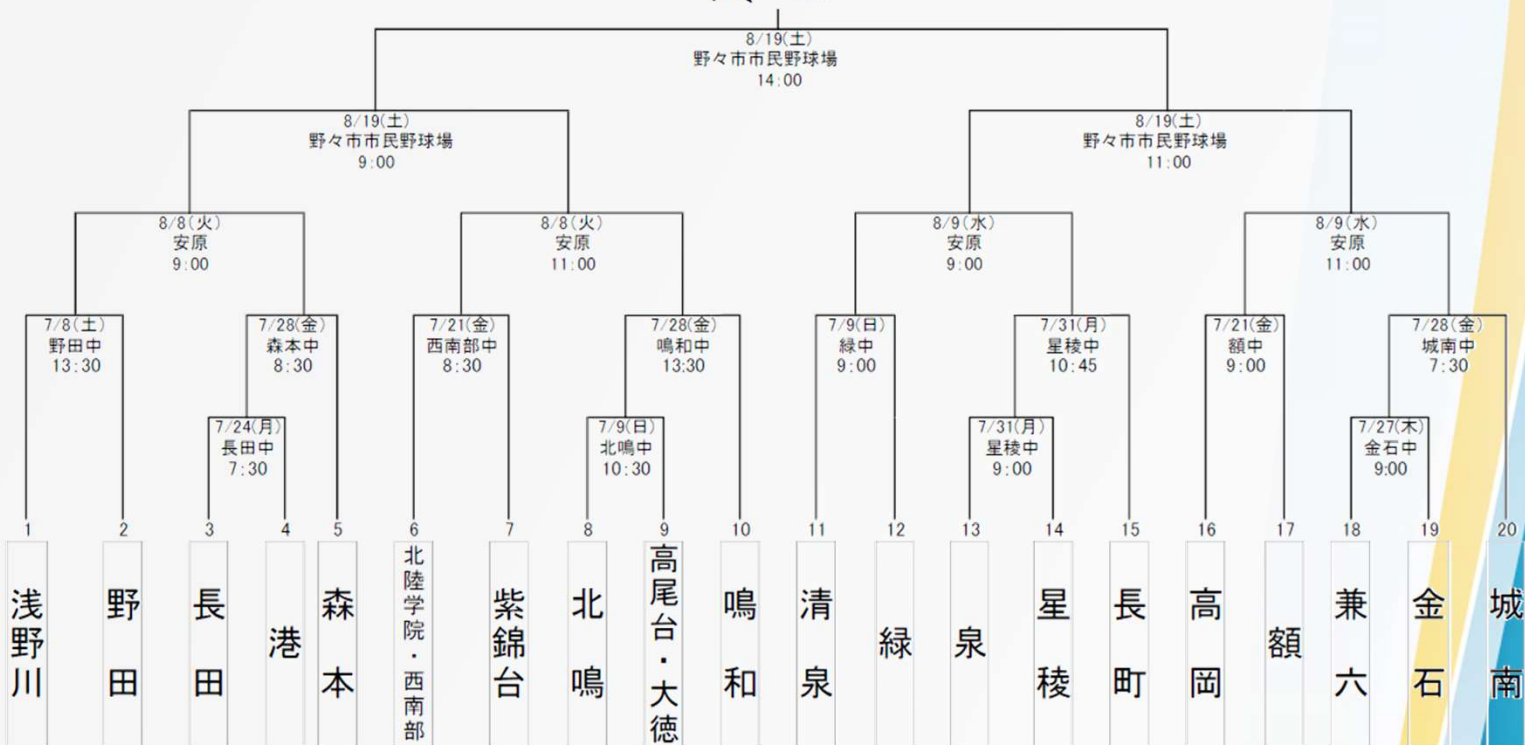 8/19(土)
野々市市民野球場
14:00
8/19(土)
野々市市民野球場
9:00
8/19(土)
野々市市民野球場
11:00
8/8(火)
安原
9:00
8/8(火)
安原
11:00
8/9(水)
安原
9:00
8/9(水)
安原
11:00
7/8(土)
野田中
13:30
7/28(金)
森本中
8:30
7/21(金)
西南部中
8:30
7/28(金)
鳴和中
13:30
7/9(日)
緑中
9:00
7/31(月)
星稜中
10:45
7/21(金)
額中
9:00
7/28(金)
城南中
7:30
7/24(月)
長田中
7:30
7/9(日)
北鳴中
10:30
7/31(月)
星稜中
9:00
7/27(木)
金石中
9:00
1 2 3 4 5 6 7 8 9 10 11 12 13 14 15 16 17 18 19 20
浅野川
野田
長田
港
森本
北陸学院・西南部
紫錦台
北鳴
高尾台・大徳
鳴和
清泉
緑
泉
星稜
長町
高岡
額
兼六
金石
城南